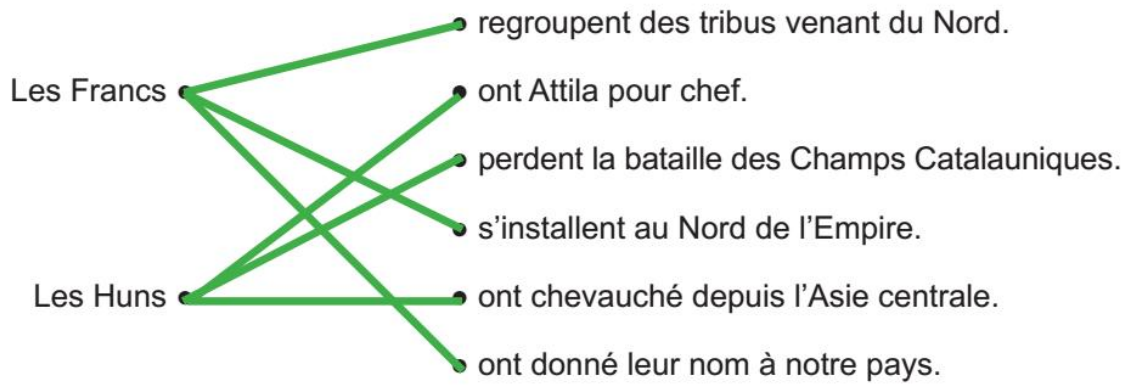 regroupent des tribus venant du Nord.
Les Francs
ont Attila pour chef.
perdent la bataille des Champs Catalauniques.
s’installent au Nord de l’Empire.
Les Huns
ont chevauché depuis l’Asie centrale.
ont donné leur nom à notre pays.